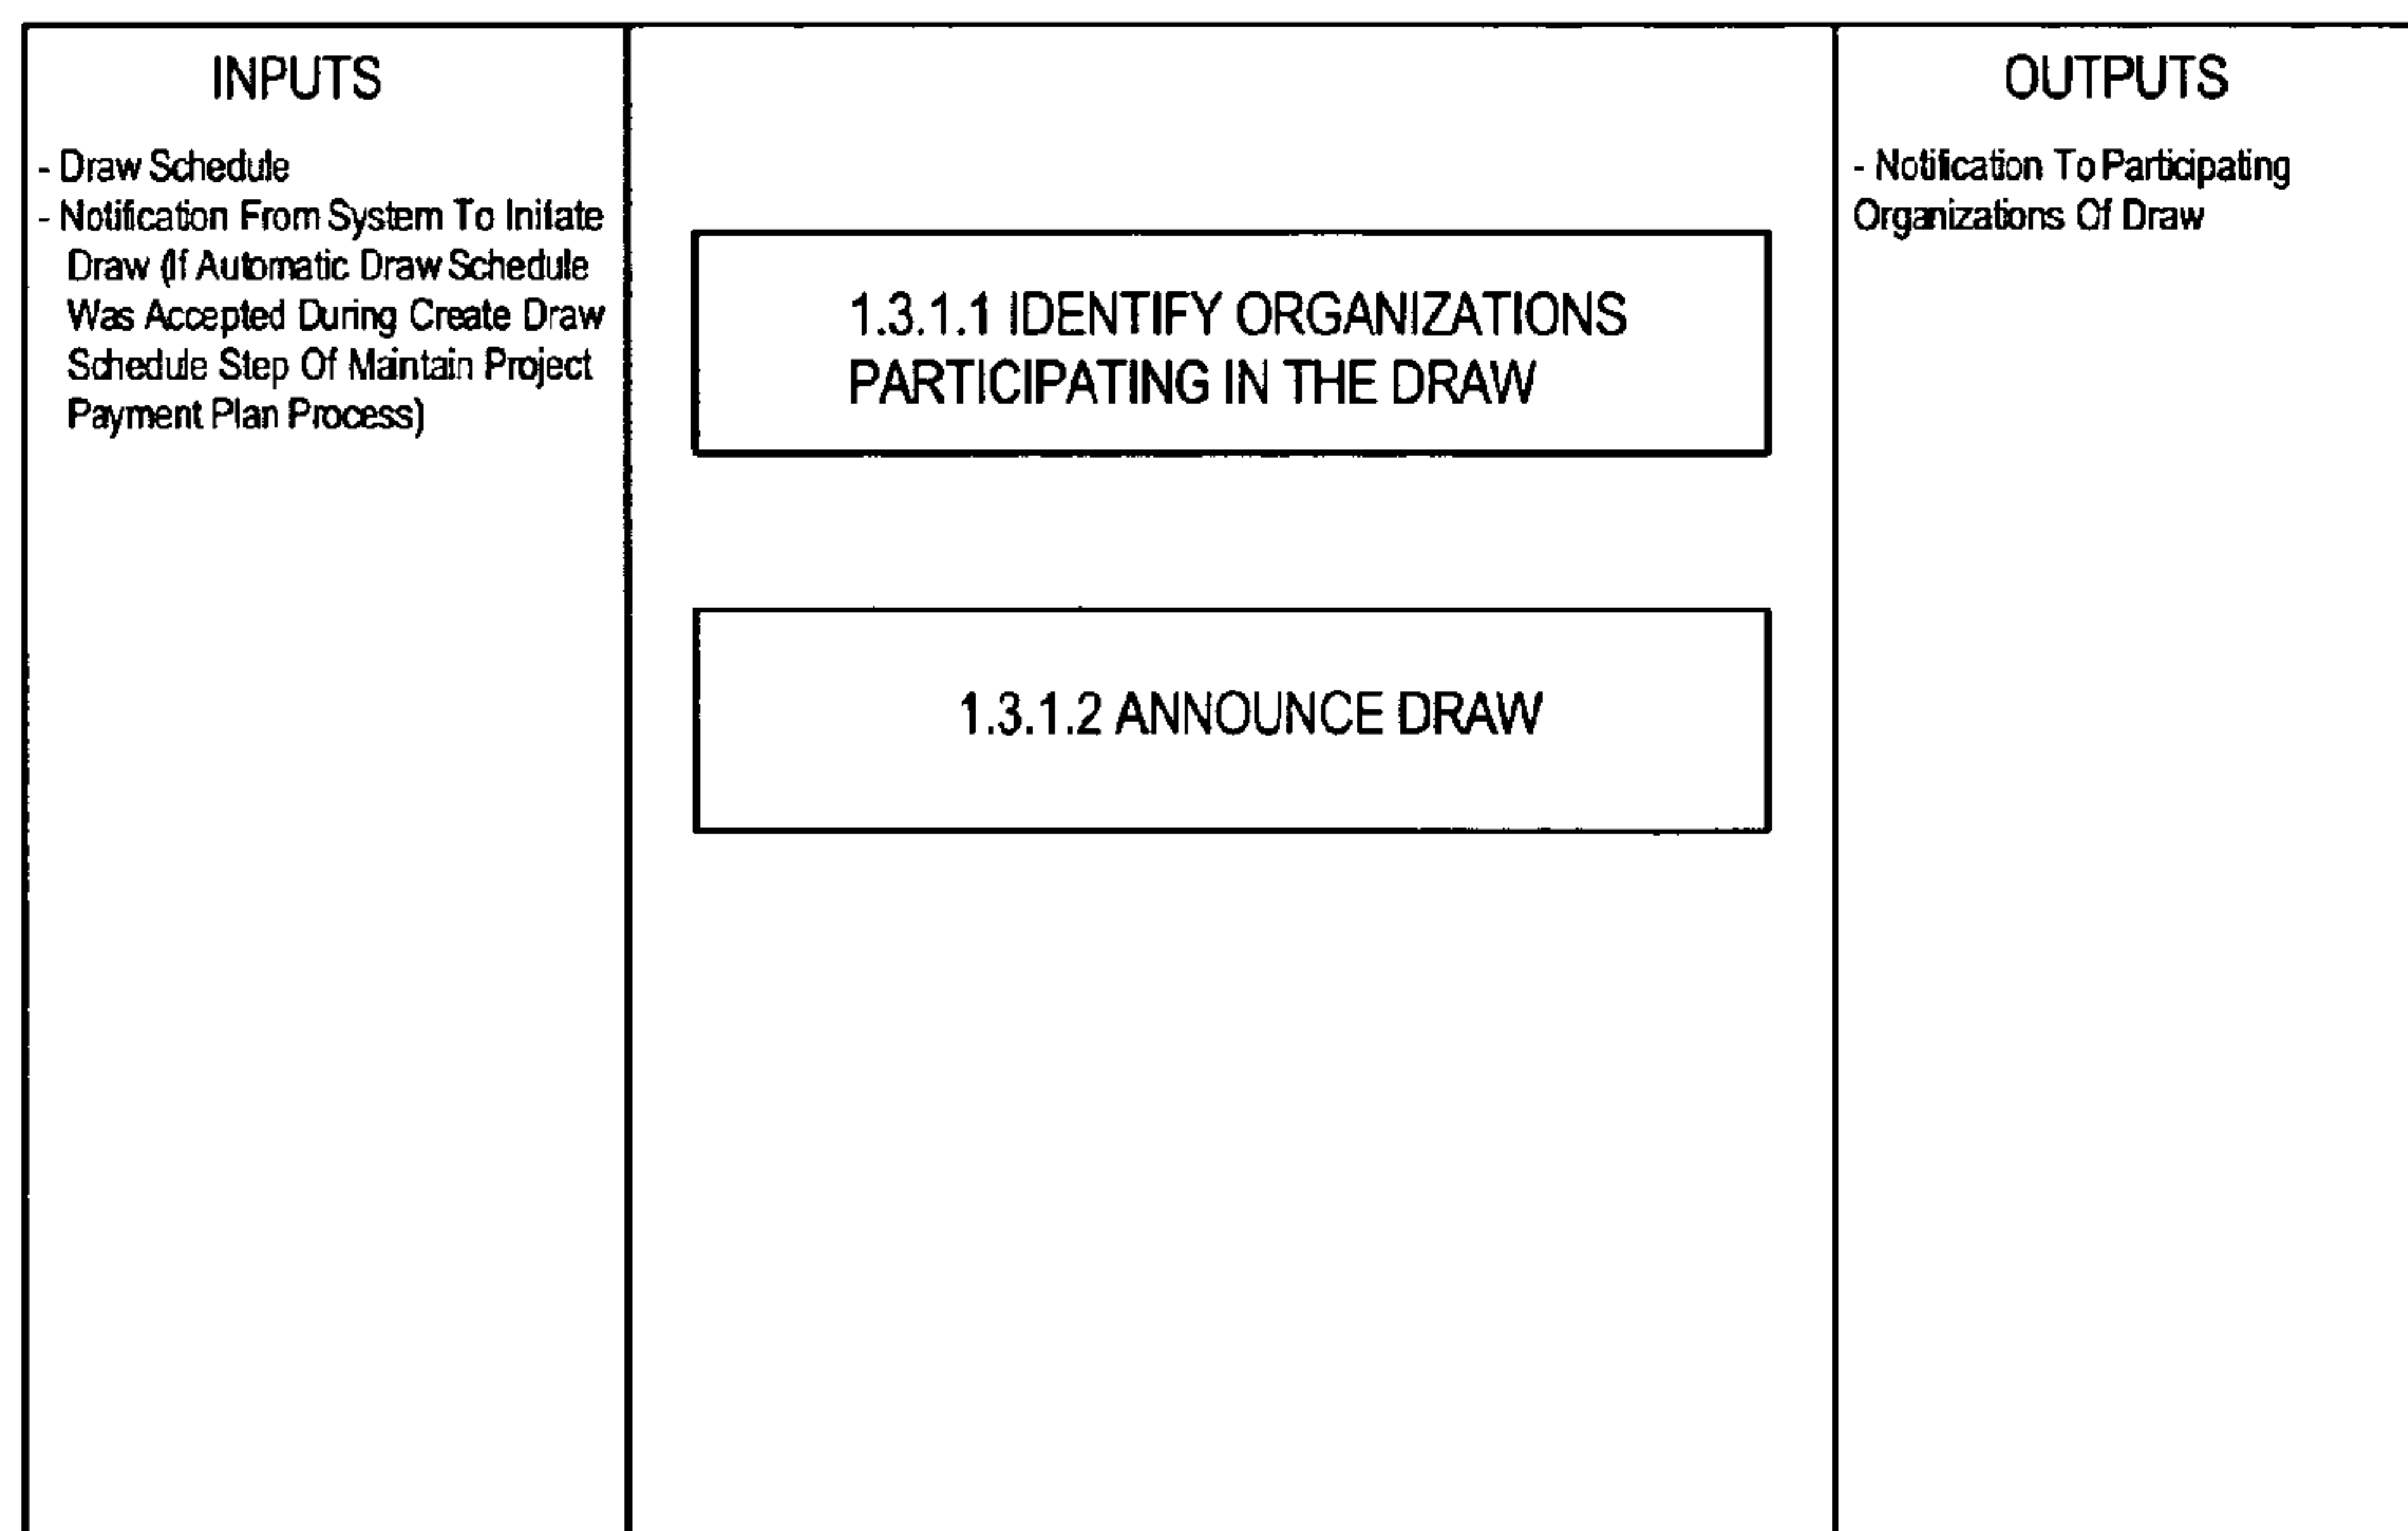 INPUTS
- Draw Schedule
- Notification From System To Initate
Draw (If Automatic Draw Schedule
Was Accepted During Create Draw
Schedule Step Of Maintain Project
Payment Plan Process)
1.3.1.1 IDENTIFY ORGANIZATIONS
PARTICIPATING IN THE DRAW
1.3.1.2 ANNOUNCE DRAW
OUTPUTS
- Notification To Participating
Organizations Of Draw